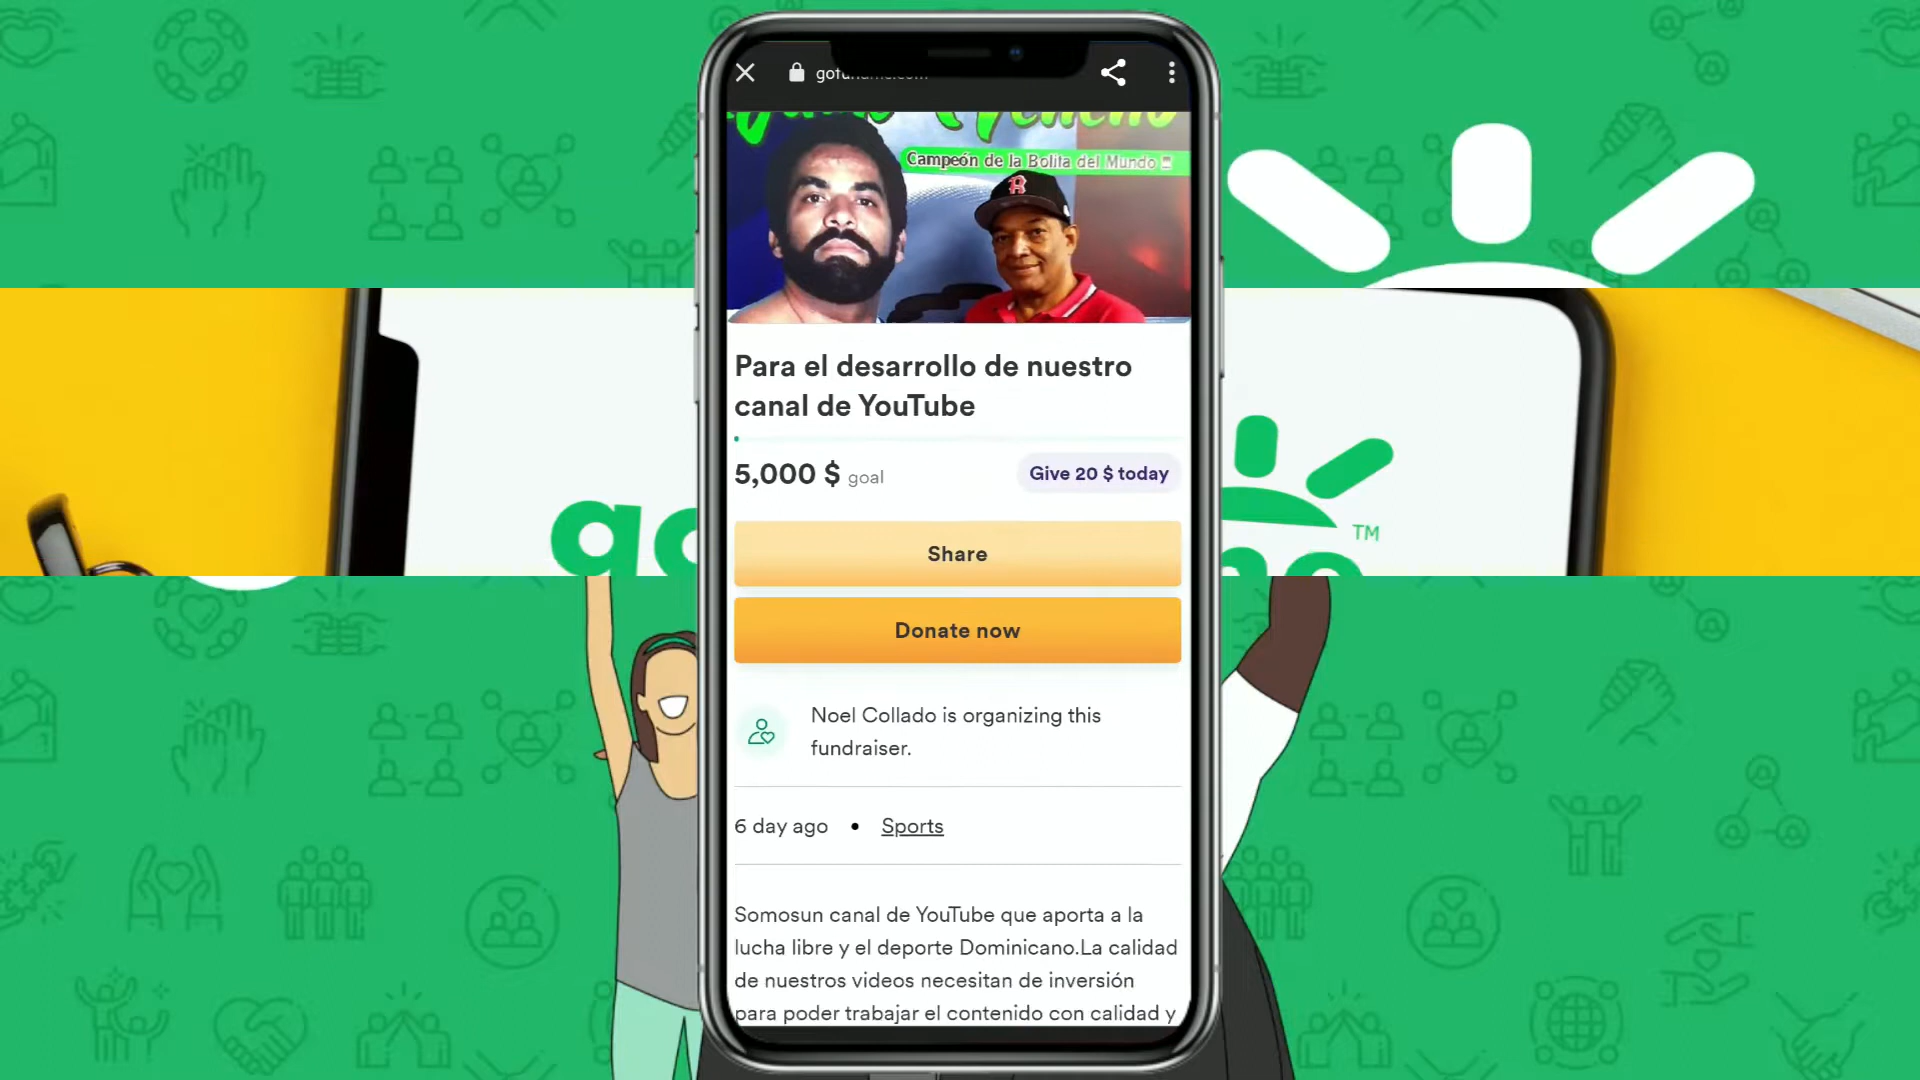 Campeón de la Bolita del Mundo
Para el desarrollo de nuestro
canal de YouTube
5,000 $ goal
Give 20 $ today
Share
Donate now
TM
Noel Collado is organizing this
fundraiser.
6 day ago • Sports
Somosun canal de YouTube que aporta a la
lucha libre y el deporte Dominicano.La calidad
de nuestros videos necesitan de inversión
para poder trabajar el contenido con calidad y